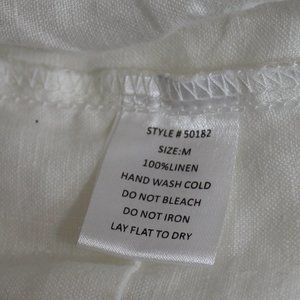 STYLE # 50182
SIZE:M
100%LINEN
HAND WASH COLD
DO NOT BLEACH
DO NOT IRON
LAY FLAT TO DRY